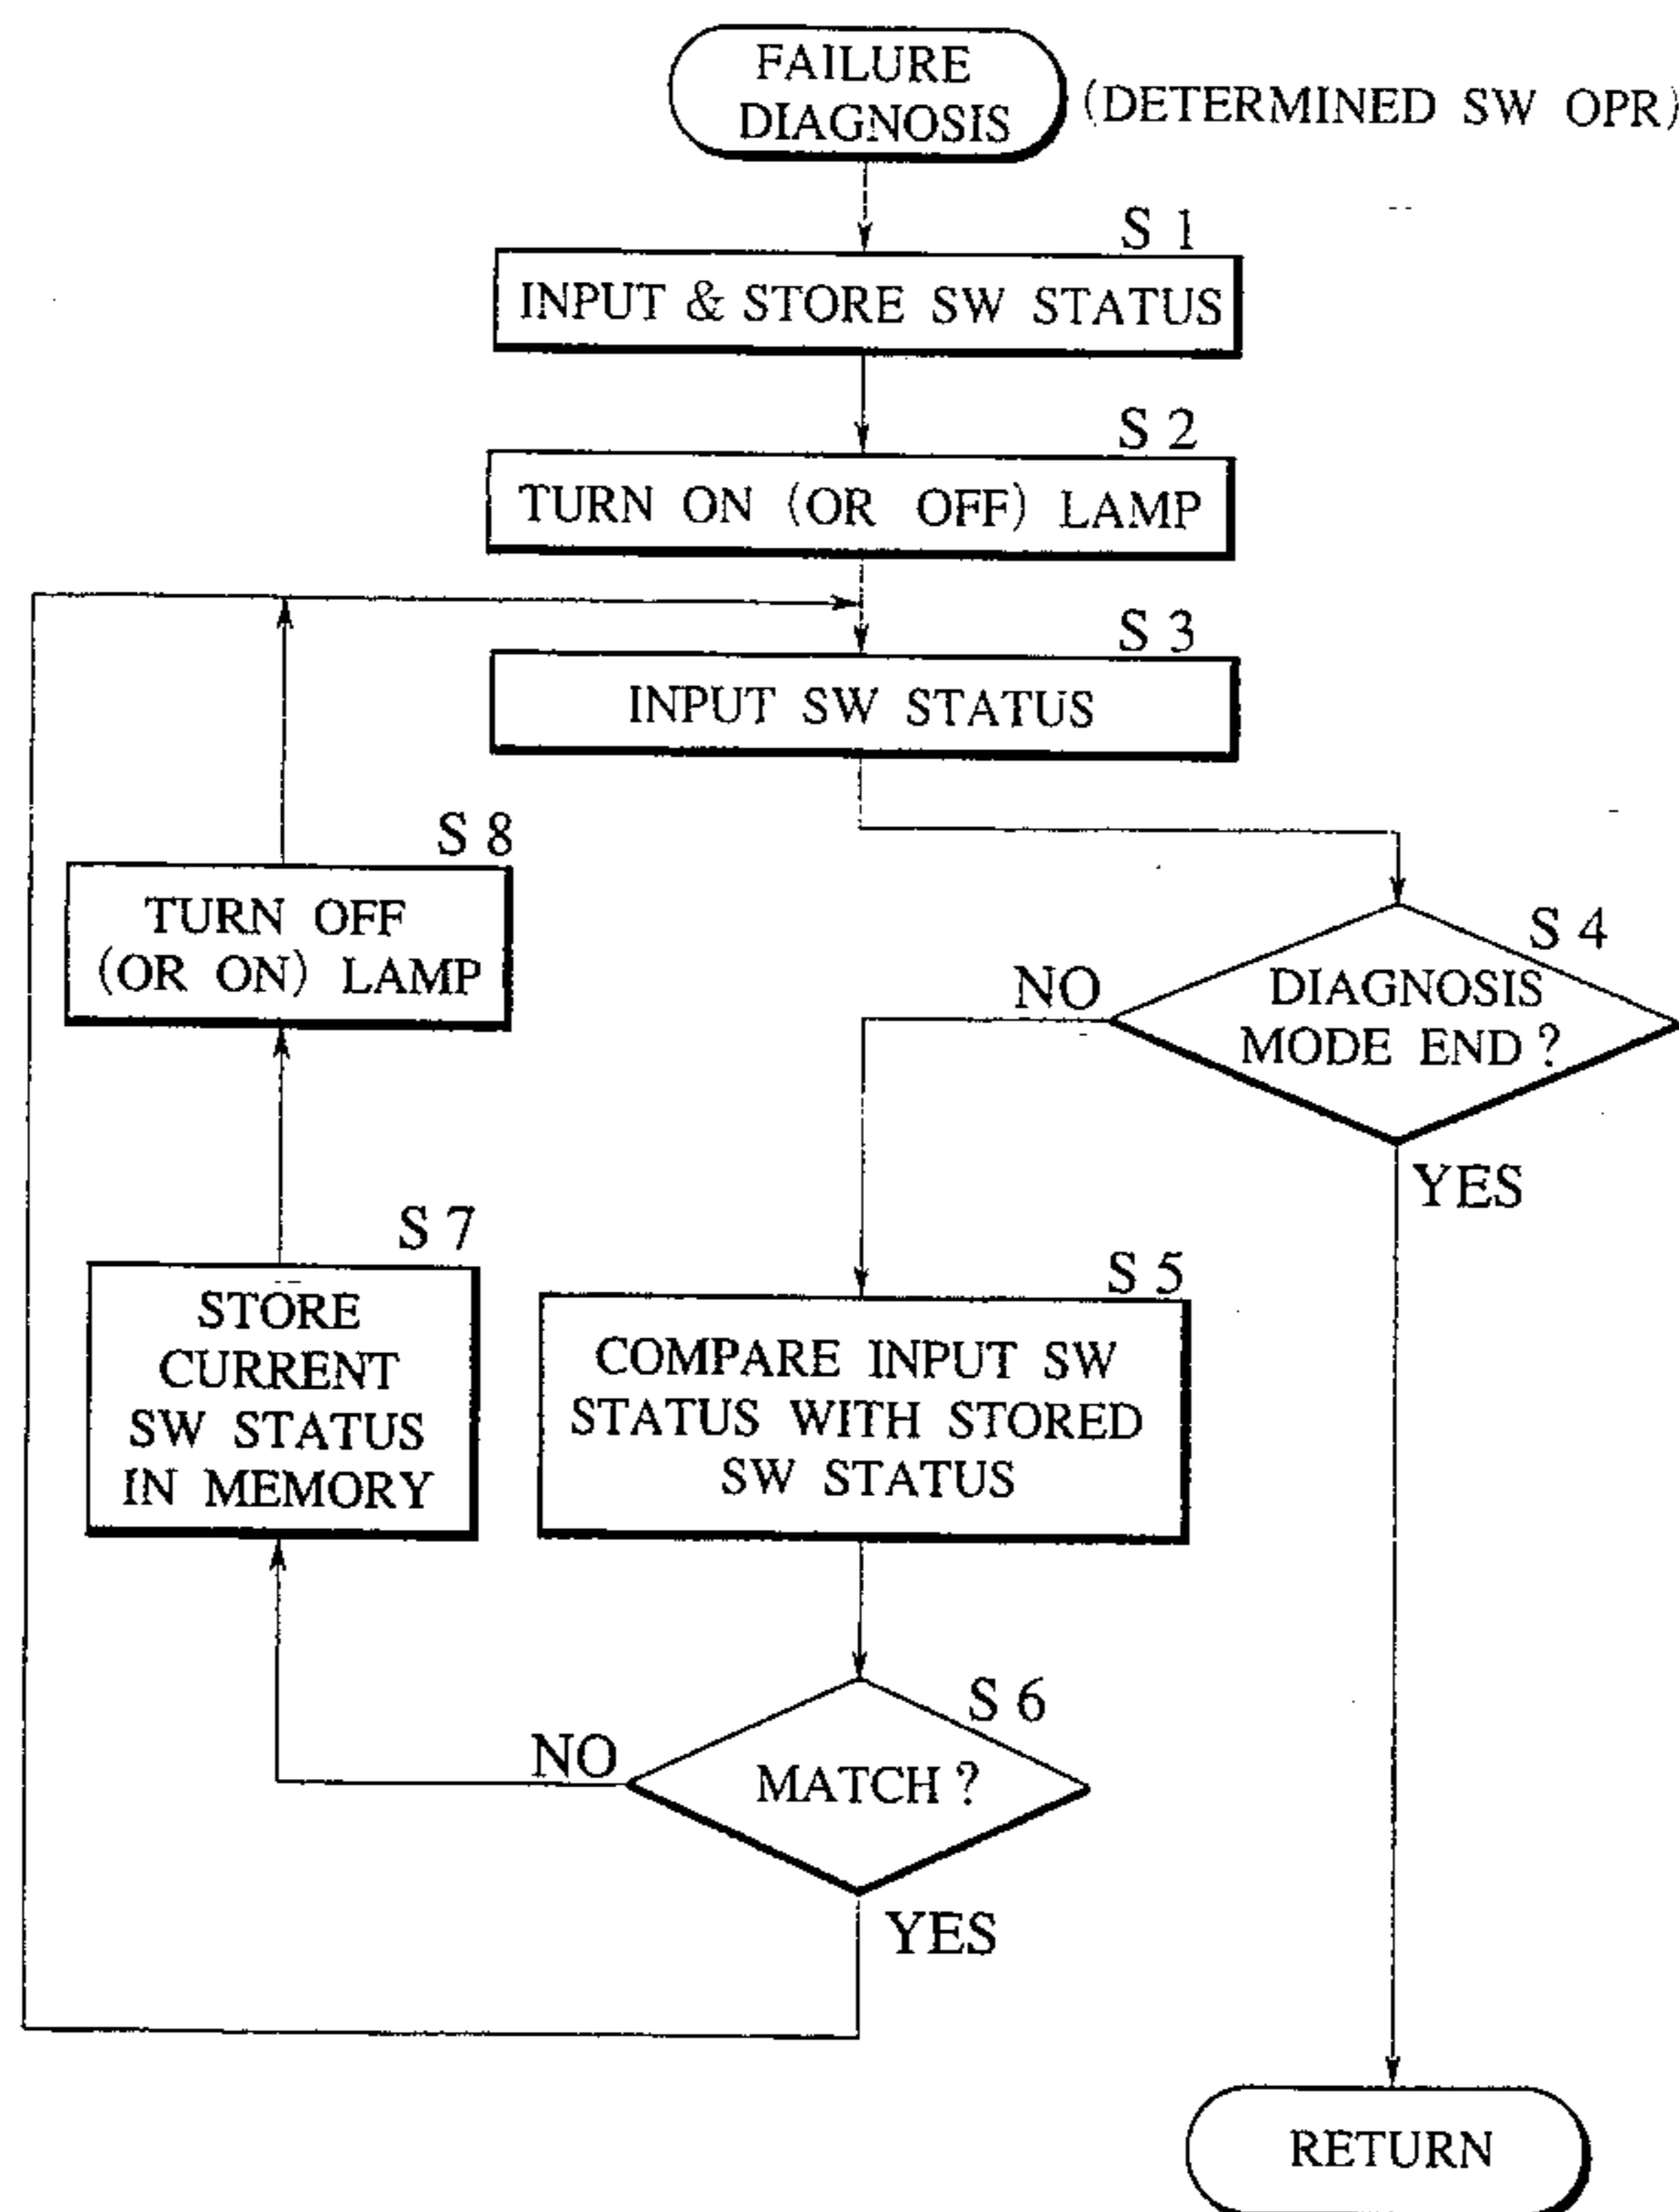 FAILURE
DIAGNOSIS
(DETERMINED SW OPR)
S 1
INPUT & STORE SW STATUS
S 2
TURN ON (OR OFF) LAMP
S 3
INPUT SW STATUS
S 4
DIAGNOSIS
MODE END ?
NO
YES
S 5
COMPARE INPUT SW
STATUS WITH STORED
SW STATUS
S 6
MATCH ?
NO
YES
S 7
STORE
CURRENT
SW STATUS
IN MEMORY
S 8
TURN OFF
(OR ON) LAMP
RETURN